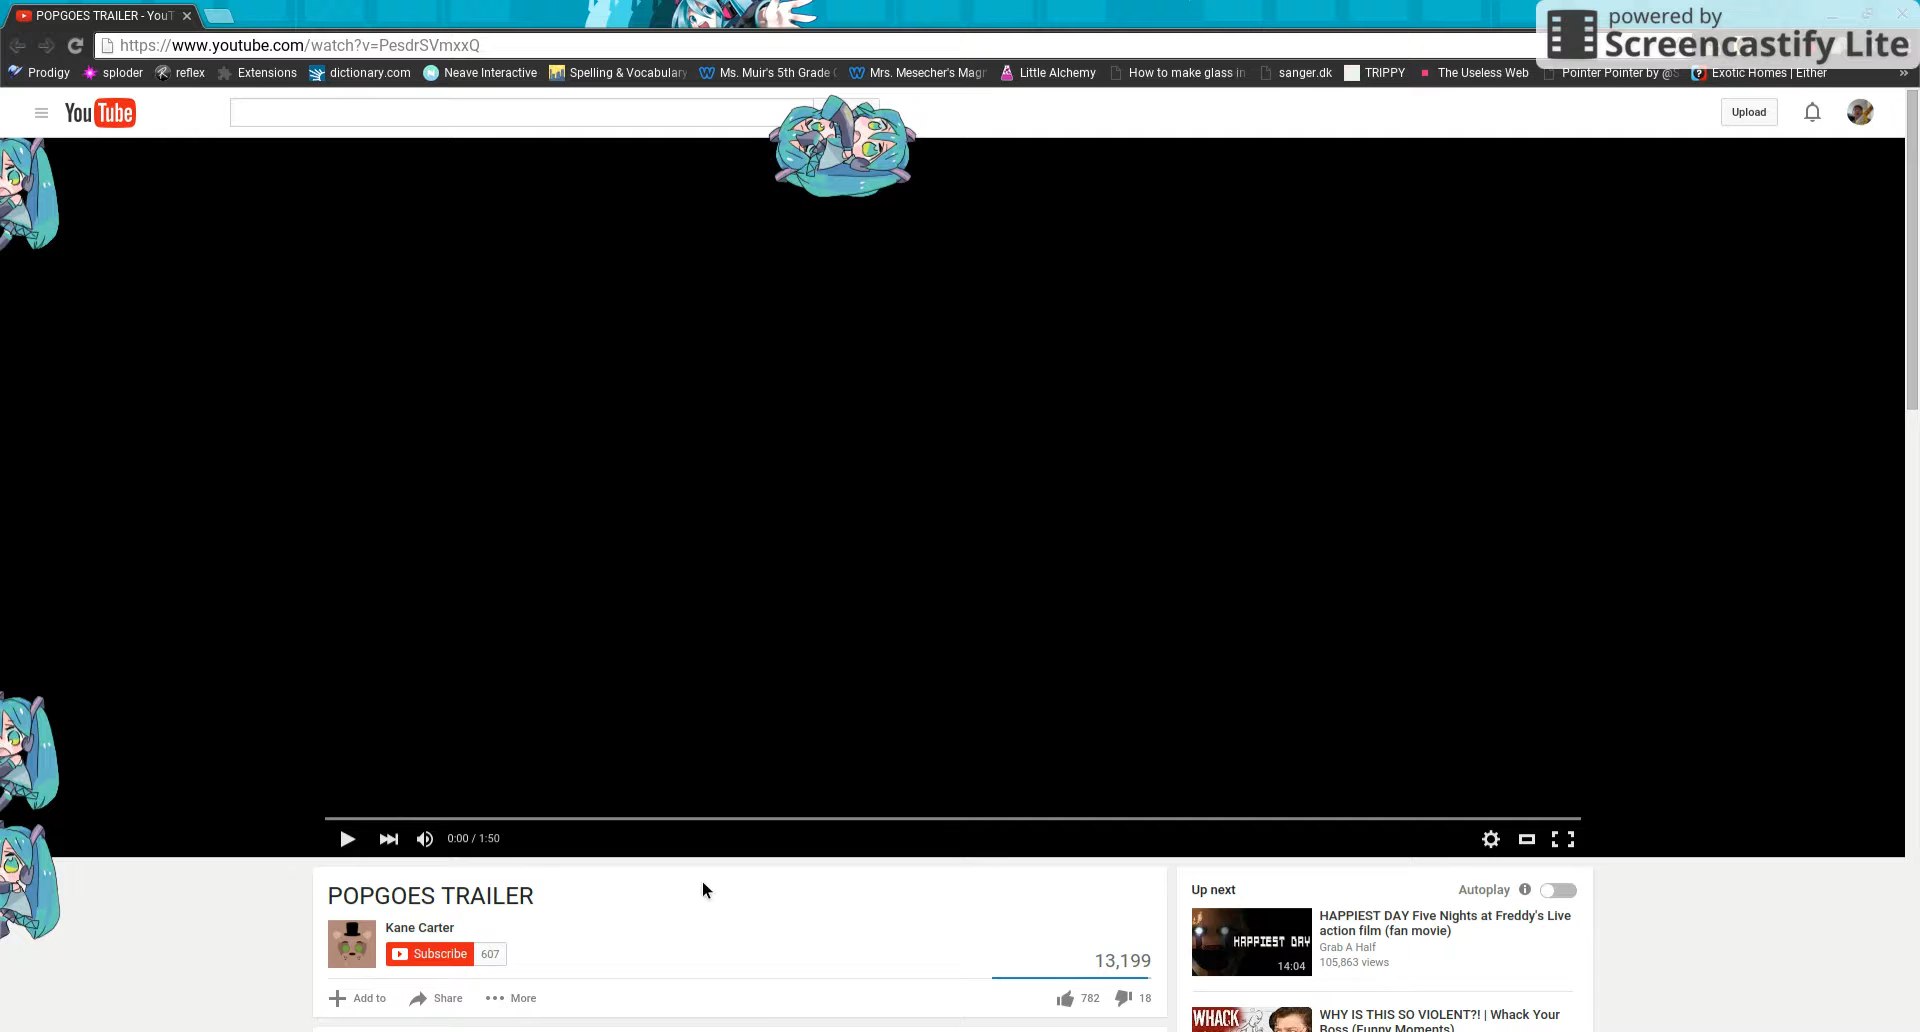 POPGOES TRAILER - YouT
powered by
Screencastify Lite
https://www.youtube.com/watch?v=PesdrSVmxxQ
Prodigy sploder reflex Extensions dictionary.com Neave Interactive Spelling & Vocabulary Ms. Muir's 5th Grade Mrs. Mesecher's Magn Little Alchemy How to make glass in sanger.dk TRIPPY The Useless Web Pointer Pointer by @S Exotic Homes | Either »
YouTube
Upload
0:00 / 1:50
POPGOES TRAILER
Kane Carter
Subscribe 607
13,199
Add to Share More 782 18
Up next Autoplay
HAPPIEST DAY
14:04
HAPPIEST DAY Five Nights at Freddy's Live
action film (fan movie)
Grab A Half
105,863 views
WHACK
WHY IS THIS SO VIOLENT?! | Whack Your
Boss (Funny Moments)